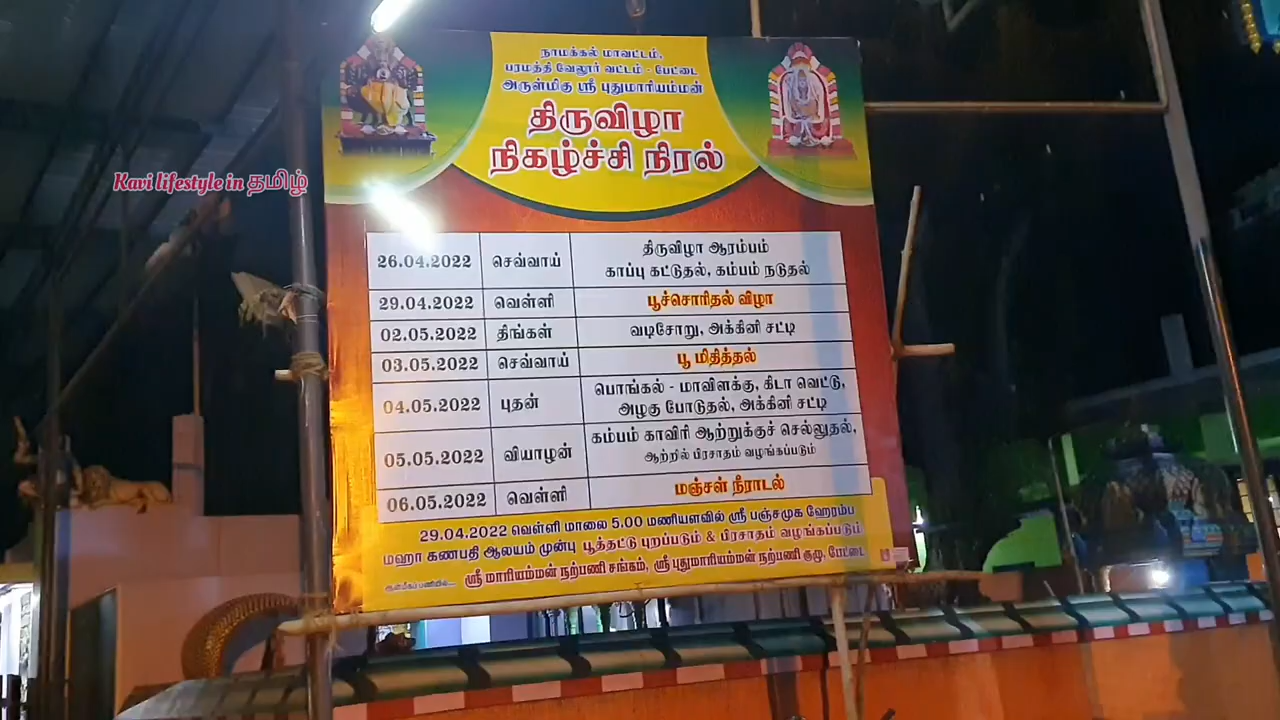 நாமக்கல் மாவட்டம்,
பரமத்தி வேலூர் வட்டம் - பேட்டை
அருள்மிகு ஸ்ரீ புதுமாரியம்மன்
திருவிழா
நிகழ்ச்சி நிரல்
Kavi lifestyle in தமிழ்
26.04.2022 செவ்வாய் திருவிழா ஆரம்பம்
காப்பு கட்டுதல், கம்பம் நடுதல்
29.04.2022 வெள்ளி பூச்சொரிதல் விழா
02.05.2022 திங்கள் வடிசோறு, அக்கினி சட்டி
03.05.2022 செவ்வாய் பூ மிதித்தல்
04.05.2022 புதன் பொங்கல் - மாவிளக்கு, கிடா வெட்டு,
அழகு போடுதல், அக்கினி சட்டி
05.05.2022 வியாழன் கம்பம் காவிரி ஆற்றுக்குச் செல்லுதல்,
ஆற்றில் பிரசாதம் வழங்கப்படும்
06.05.2022 வெள்ளி மஞ்சள் நீராடல்
29.04.2022 வெள்ளி மாலை 5.00 மணியளவில் ஸ்ரீ பஞ்சமுக ஹேரம்ப
மஹா கணபதி ஆலயம் முன்பு பூத்தட்டு புறப்படும் & பிரசாதம் வழங்கப்படும்
ஆன்மீகப் பணியில்.... ஸ்ரீ மாரியம்மன் நற்பணி சங்கம், ஸ்ரீ புதுமாரியம்மன் நற்பணி குழு, பேட்டை